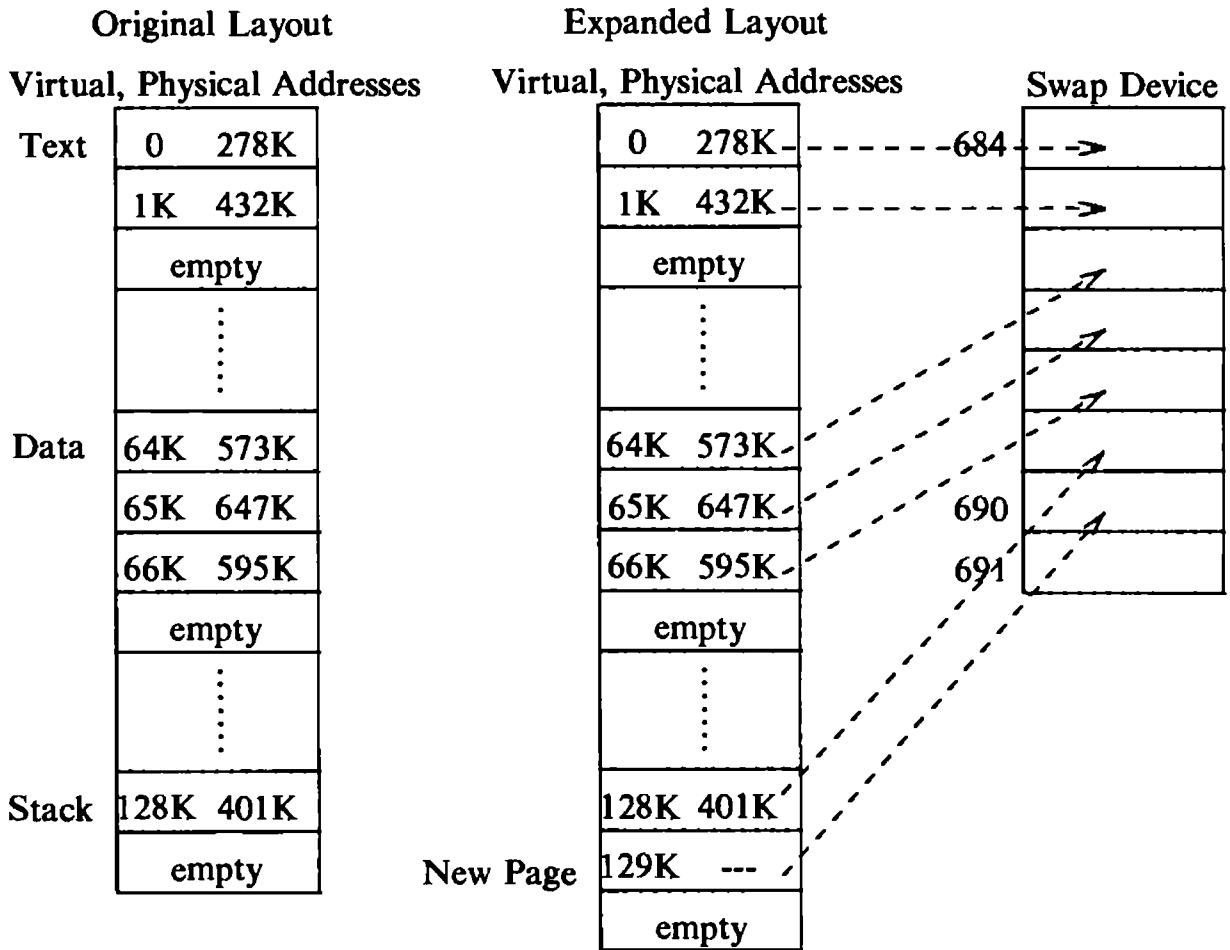 Original Layout
Virtual, Physical Addresses
Text 0 278K
1K 432K
empty
Data 64K 573K
65K 647K
66K 595K
empty
Stack 128K 401K
empty
Expanded Layout
Virtual, Physical Addresses
0 278K
1K 432K
empty
64K 573K
65K 647K
66K 595K
empty
128K 401K
New Page 129K ---
empty
Swap Device
684
690
691